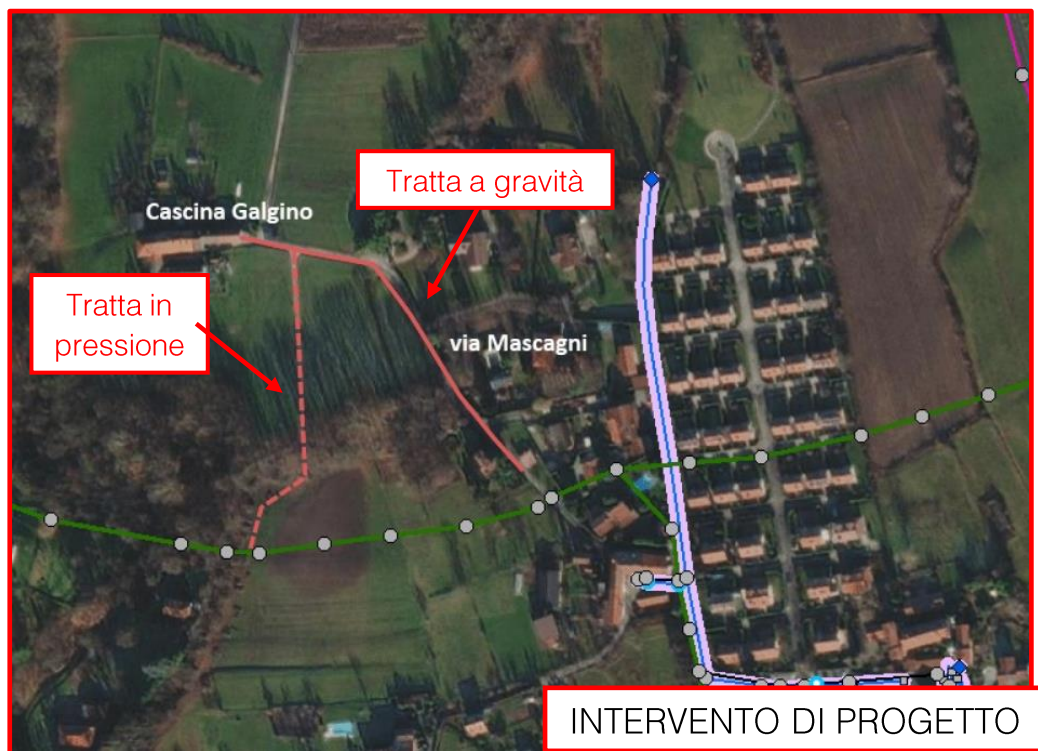 Tratta a gravità
Cascina Galgino
Tratta in
pressione
via Mascagni
INTERVENTO DI PROGETTO